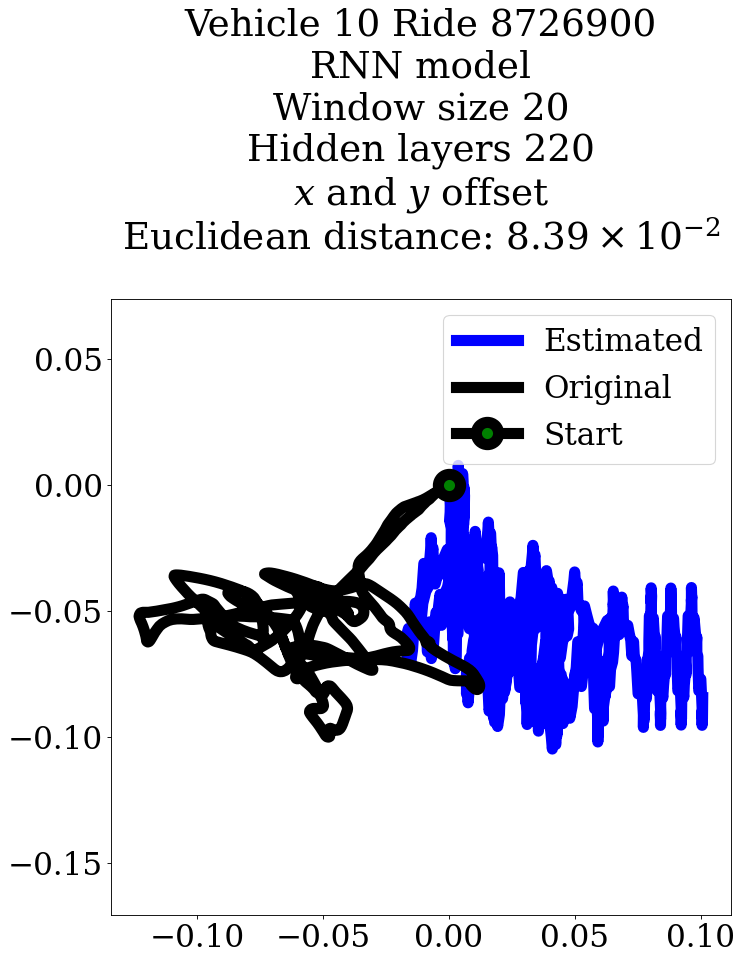 Vehicle 10 Ride 8726900
RNN model
Window size 20
Hidden layers 220
x and y offset
Euclidean distance: 8.39 × 10⁻²
Estimated
Original
Start
0.05
0.00
−0.05
−0.10
−0.15
−0.10 −0.05 0.00 0.05 0.10